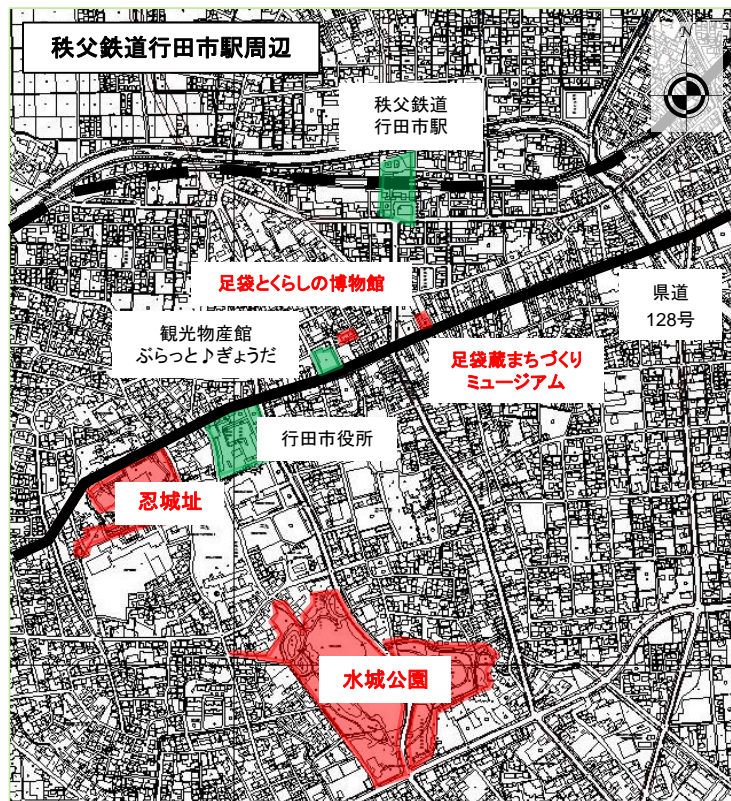 秩父鉄道行田市駅周辺
N
秩父鉄道
行田市駅
足袋とくらしの博物館
県道
128号
観光物産館
ぶらっと♪ぎょうだ
足袋蔵まちづくり
ミュージアム
行田市役所
忍城址
水城公園